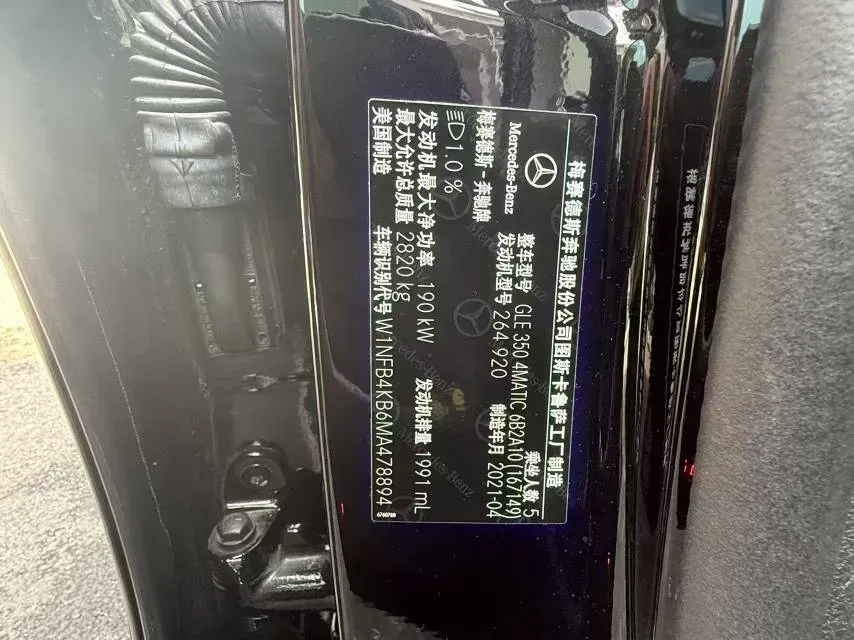 梅赛德斯奔驰股份公司图斯卡鲁萨工厂制造
乘坐人数 5
Mercedes-Benz
整车型号 GLE 350 4MATIC 6B2A10(167149)
梅赛德斯-奔驰牌
发动机型号 264 920
制造年月 2021-04
1.0 %
发动机最大净功率 190 kW
发动机排量 1991 mL
最大允许总质量 2820 kg
美国制造
车辆识别代号 W1NFB4KB6MA478894